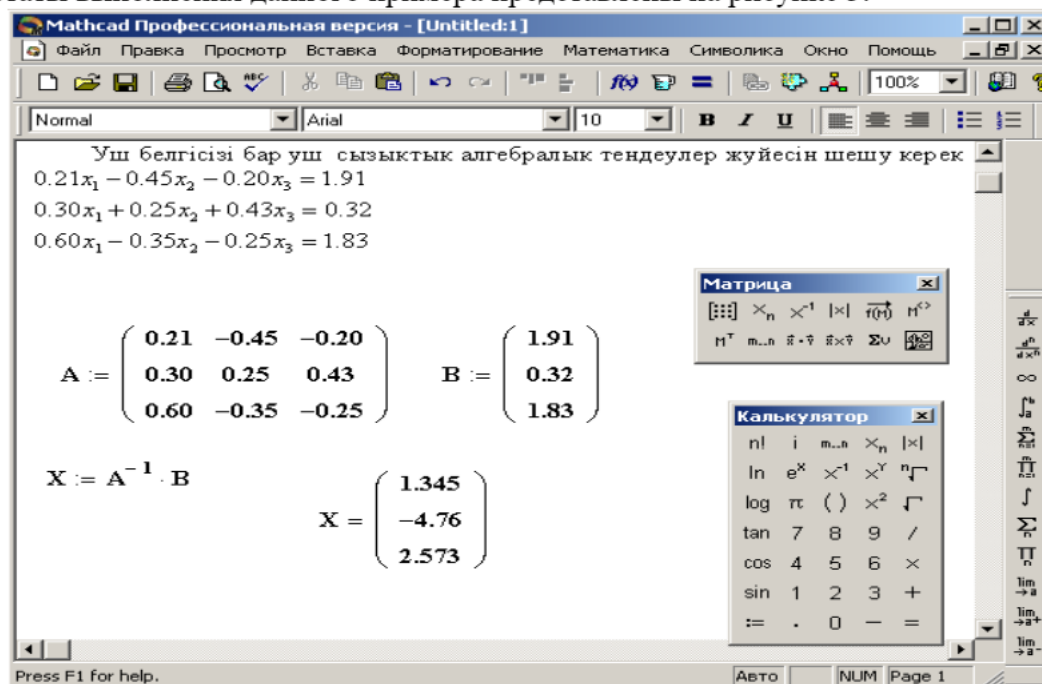 Mathcad Профессиональная версия - [Untitled:1]
Файл Правка Просмотр Вставка Форматирование Математика Символика Окно Помощь
100%
Normal Arial 10 B I U
Уш белгісізі бар уш сызыктык алгебралык тендеулер жуйесін шешу керек
0.21x₁ − 0.45x₂ − 0.20x₃ = 1.91
0.30x₁ + 0.25x₂ + 0.43x₃ = 0.32
0.60x₁ − 0.35x₂ − 0.25x₃ = 1.83
Матрица
[⁝⁝⁝] ×ₙ ×⁻¹ |×| f(M) M<>
Mᵀ m..n Συ
A := ( 0.21 −0.45 −0.20
0.30 0.25 0.43
0.60 −0.35 −0.25 )
B := ( 1.91
0.32
1.83 )
X := A⁻¹ · B
X = ( 1.345
−4.76
2.573 )
Калькулятор
n! i m..n ×ₙ |×|
ln eˣ ×⁻¹ ×ʸ ⁿ√
log π ( ) ×² √
tan 7 8 9 /
cos 4 5 6 ×
sin 1 2 3 +
:= . 0 − =
Press F1 for help.
Авто NUM Page 1